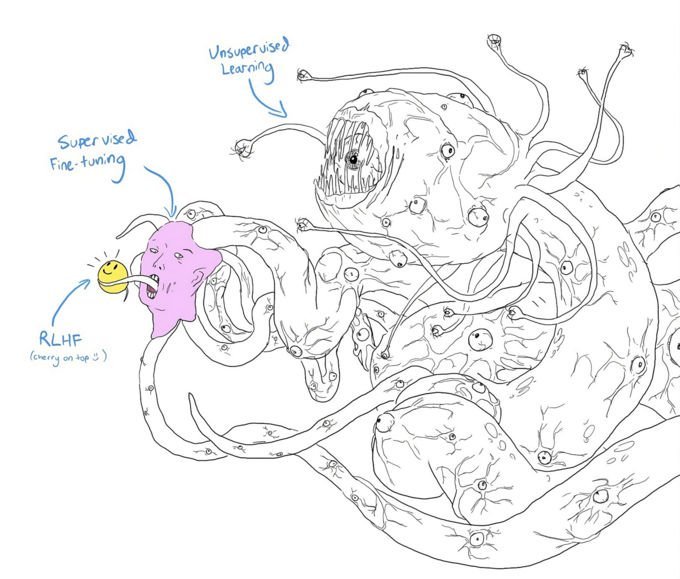 Unsupervised
Learning
Supervised
Fine-tuning
RLHF
(cherry on top :))